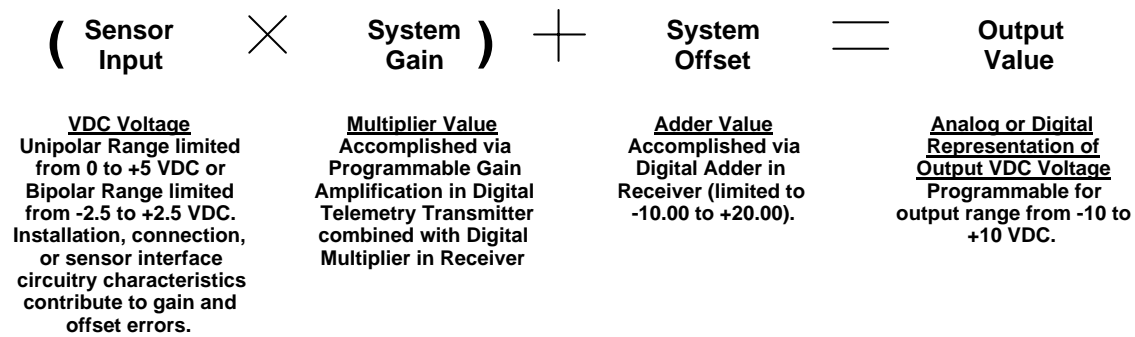 ( Sensor Input × System Gain ) + System Offset = Output Value
VDC Voltage
Unipolar Range limited
from 0 to +5 VDC or
Bipolar Range limited
from -2.5 to +2.5 VDC.
Installation, connection,
or sensor interface
circuitry characteristics
contribute to gain and
offset errors.
Multiplier Value
Accomplished via
Programmable Gain
Amplification in Digital
Telemetry Transmitter
combined with Digital
Multiplier in Receiver
Adder Value
Accomplished via
Digital Adder in
Receiver (limited to
-10.00 to +20.00).
Analog or Digital
Representation of
Output VDC Voltage
Programmable for
output range from -10 to
+10 VDC.